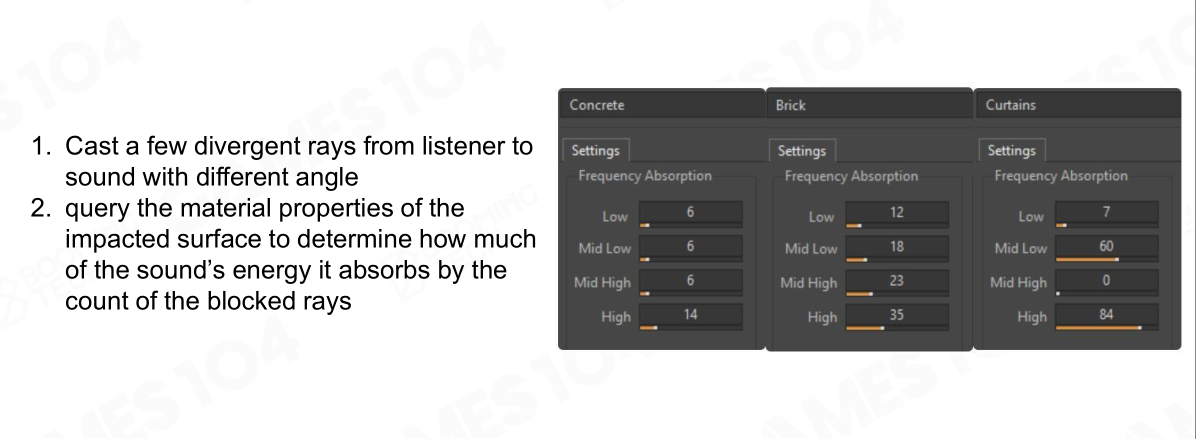 1. Cast a few divergent rays from listener to
sound with different angle
2. query the material properties of the
impacted surface to determine how much
of the sound's energy it absorbs by the
count of the blocked rays
Concrete
Settings
Frequency Absorption
Low 6
Mid Low 6
Mid High 6
High 14
Brick
Settings
Frequency Absorption
Low 12
Mid Low 18
Mid High 23
High 35
Curtains
Settings
Frequency Absorption
Low 7
Mid Low 60
Mid High 0
High 84